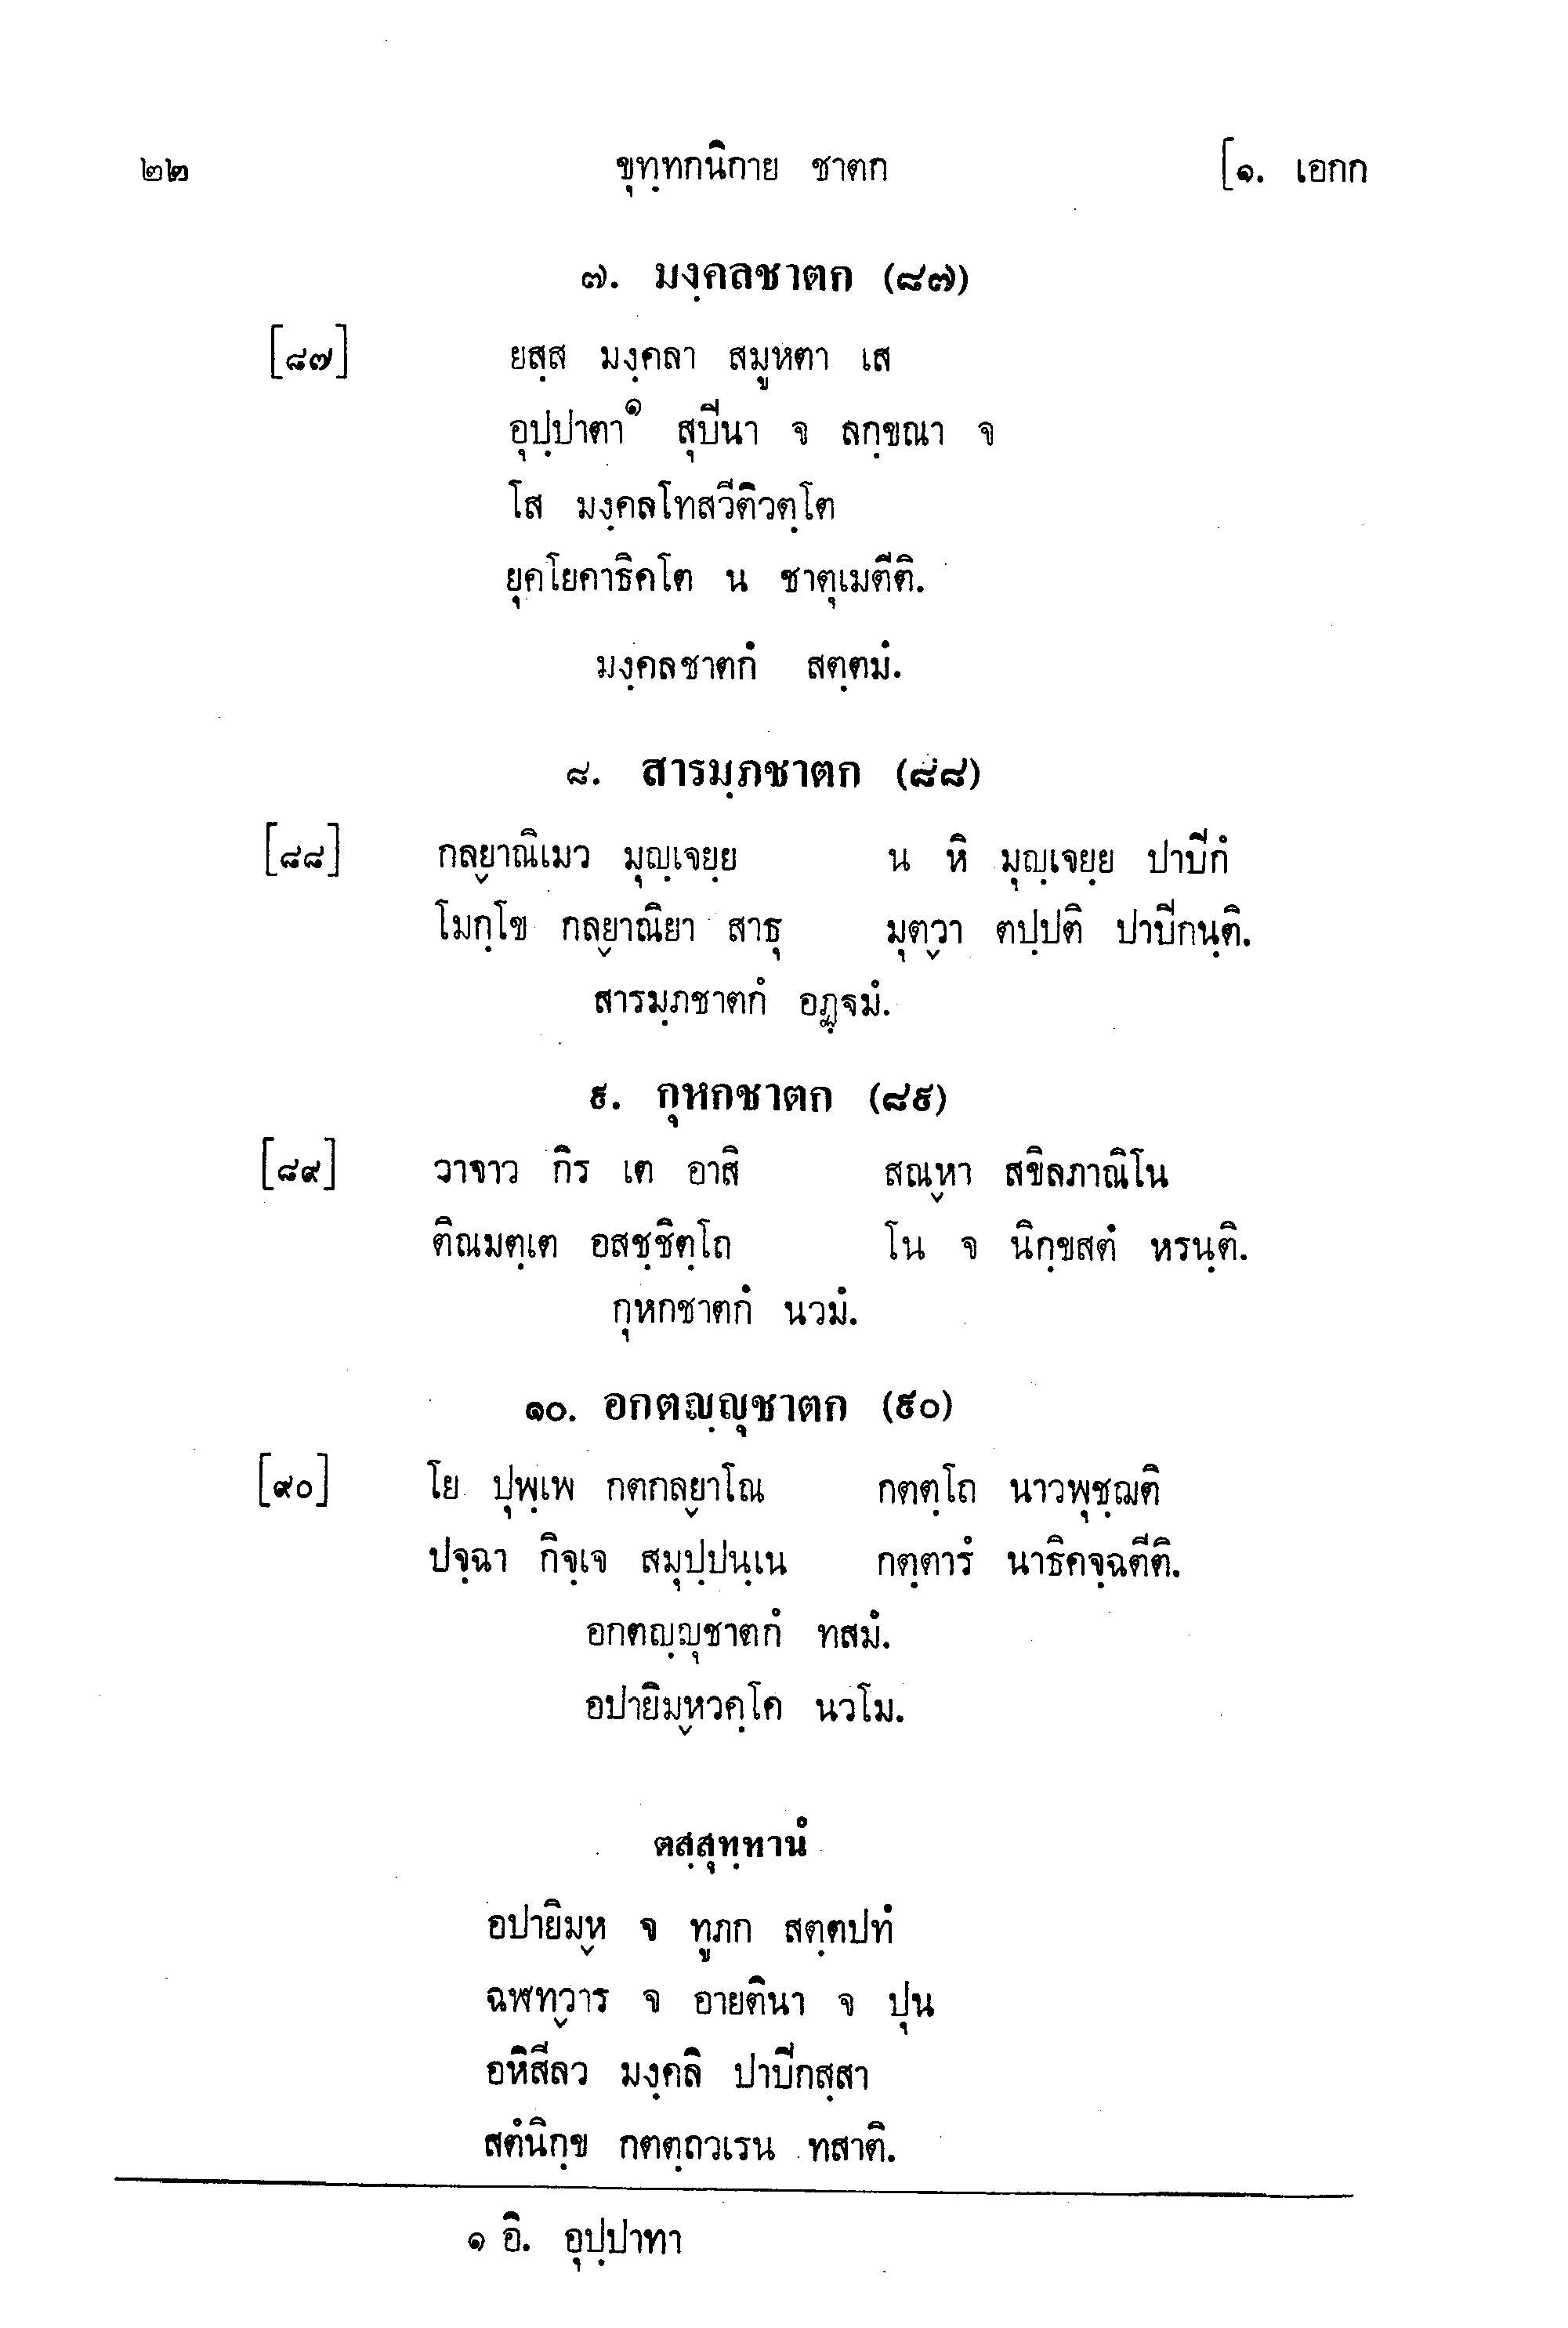 ๒๒ ขุทฺทกนิกาย ชาตก [๑. เอกก
๗. มงฺคลชาตก (๘๗)
[๘๗] ยสฺส มงฺคลา สมูหตา เส
อุปฺปาตา๑ สุปินา จ ลกฺขณา จ
โส มงฺคลโทสวีติวตฺโต
ยุคโยคาธิคโต น ชาตุเมตีติ.
มงฺคลชาตกํ สตฺตมํ.
๘. สารมฺภชาตก (๘๘)
[๘๘] กลฺยาณิเมว มุญฺเจยฺย น หิ มุญฺเจยฺย ปาปิกํ
โมกฺโข กลฺยาณิยา สาธุ มุตฺวา ตปฺปติ ปาปิกนฺติ.
สารมฺภชาตกํ อฏฺฐมํ.
๙. กุหกชาตก (๘๙)
[๘๙] วาจาว กิร เต อาสิ สณฺหา สขิลภาณิโน
ติณมตฺเต อสชฺชิตฺโถ โน จ นิกฺขสตํ หรนฺติ.
กุหกชาตกํ นวมํ.
๑๐. อกตญฺญุชาตก (๙๐)
[๙๐] โย ปุพฺเพ กตกลฺยาโณ กตตฺโถ นาวพุชฺฌติ
ปจฺฉา กิจฺเจ สมุปฺปนฺเน กตฺตารํ นาธิคจฺฉตีติ.
อกตญฺญุชาตกํ ทสมํ.
อปายิมฺหวคฺโค นวโม.
ตสฺสุทฺทานํ
อปายิมฺห จ ทูภก สตฺตปทํ
ฉฬทฺวาร จ อายตินา จ ปุน
อหิสีลว มงฺคลิ ปาปิกสฺสา
สตํนิกฺข กตตฺถวเรน ทสาติ.
๑ อิ. อุปฺปาทา